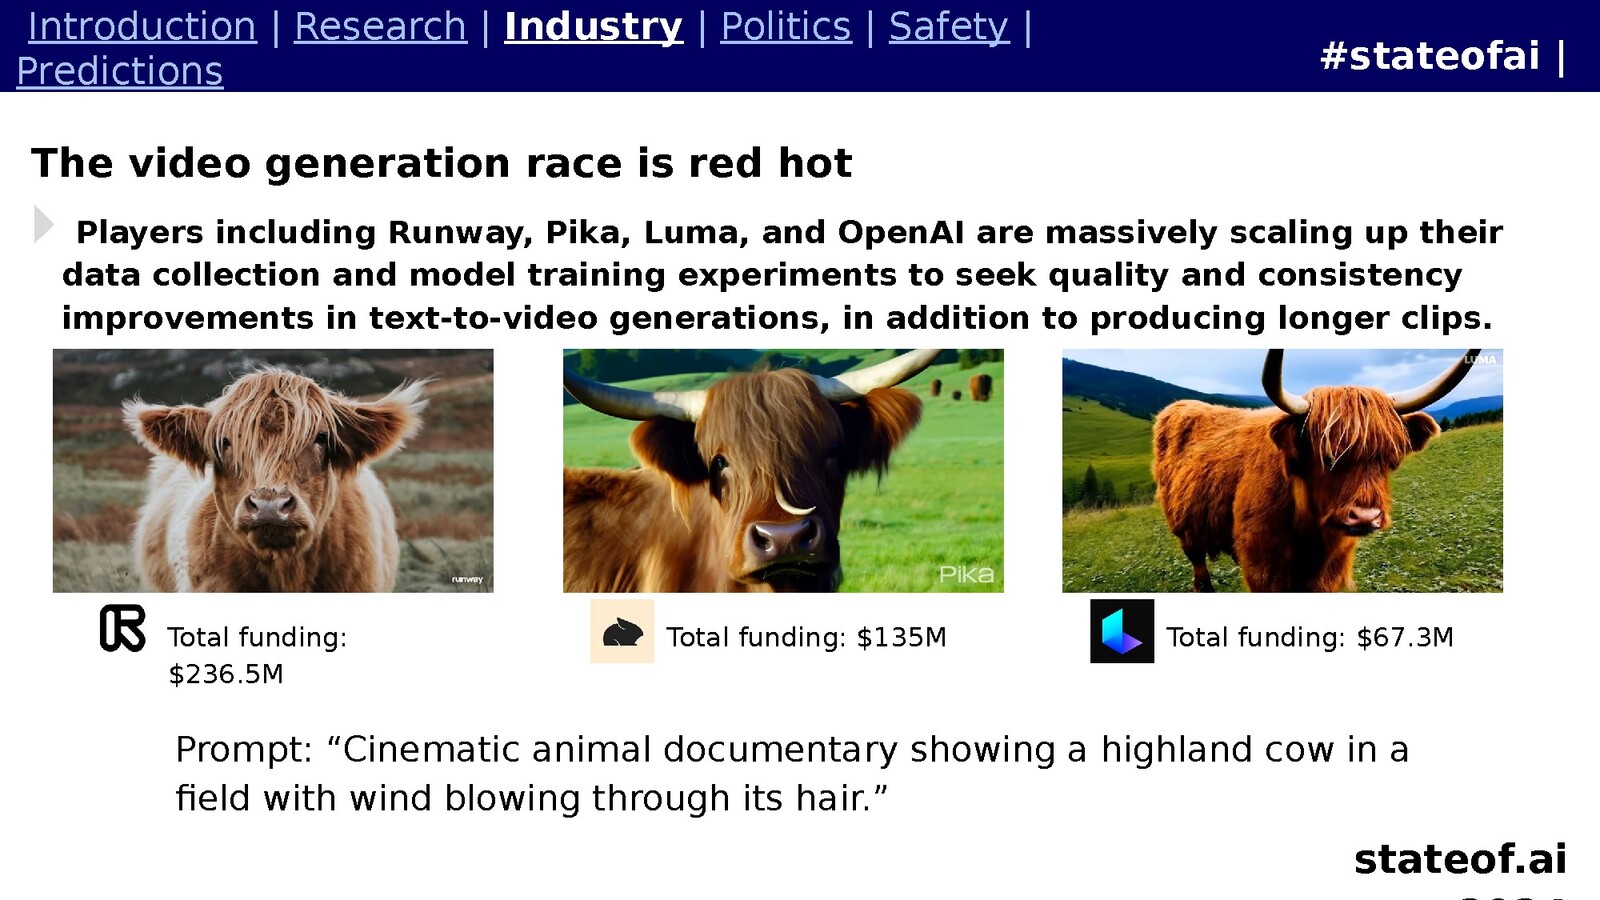 Introduction | Research | Industry | Politics | Safety |
Predictions
#stateofai |
The video generation race is red hot
Players including Runway, Pika, Luma, and OpenAI are massively scaling up their
data collection and model training experiments to seek quality and consistency
improvements in text-to-video generations, in addition to producing longer clips.
runway
Pika
LUMA
Total funding:
$236.5M
Total funding: $135M
Total funding: $67.3M
Prompt: “Cinematic animal documentary showing a highland cow in a
field with wind blowing through its hair.”
stateof.ai